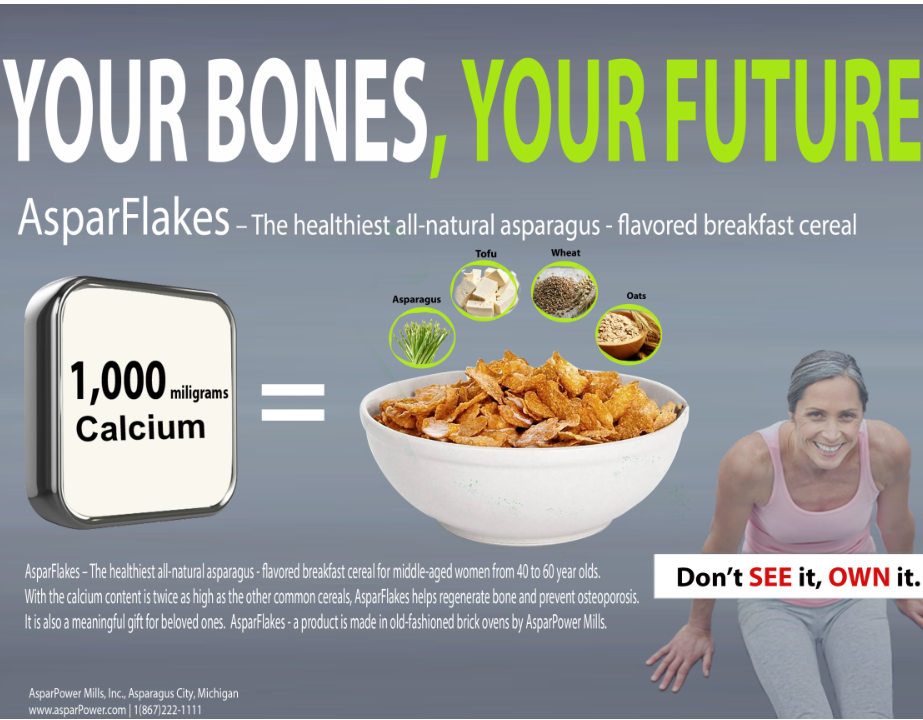 YOUR BONES, YOUR FUTURE
AsparFlakes – The healthiest all-natural asparagus - flavored breakfast cereal
Tofu
Wheat
Asparagus
Oats
1,000 miligrams
Calcium
=
Don't SEE it, OWN it.
AsparFlakes – The healthiest all-natural asparagus - flavored breakfast cereal for middle-aged women from 40 to 60 year olds.
With the calcium content is twice as high as the other common cereals, AsparFlakes helps regenerate bone and prevent osteoporosis.
It is also a meaningful gift for beloved ones. AsparFlakes - a product is made in old-fashioned brick ovens by AsparPower Mills.
AsparPower Mills, Inc., Asparagus City, Michigan
www.asparPower.com | 1(867)222-1111